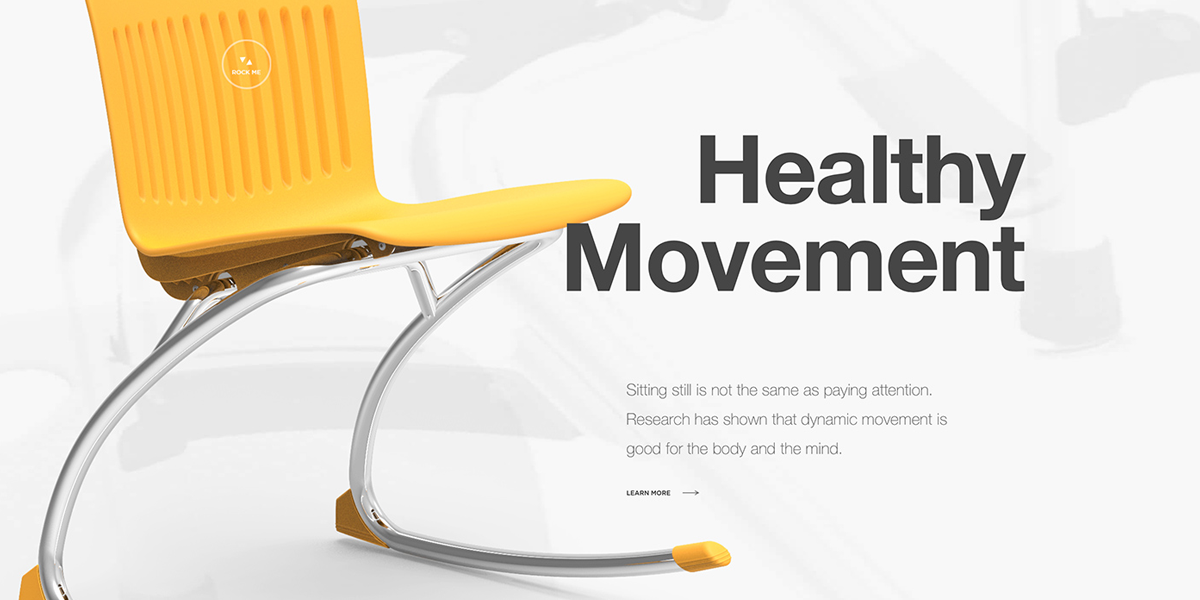 ROCK ME
Healthy
Movement
Sitting still is not the same as paying attention.
Research has shown that dynamic movement is
good for the body and the mind.
LEARN MORE